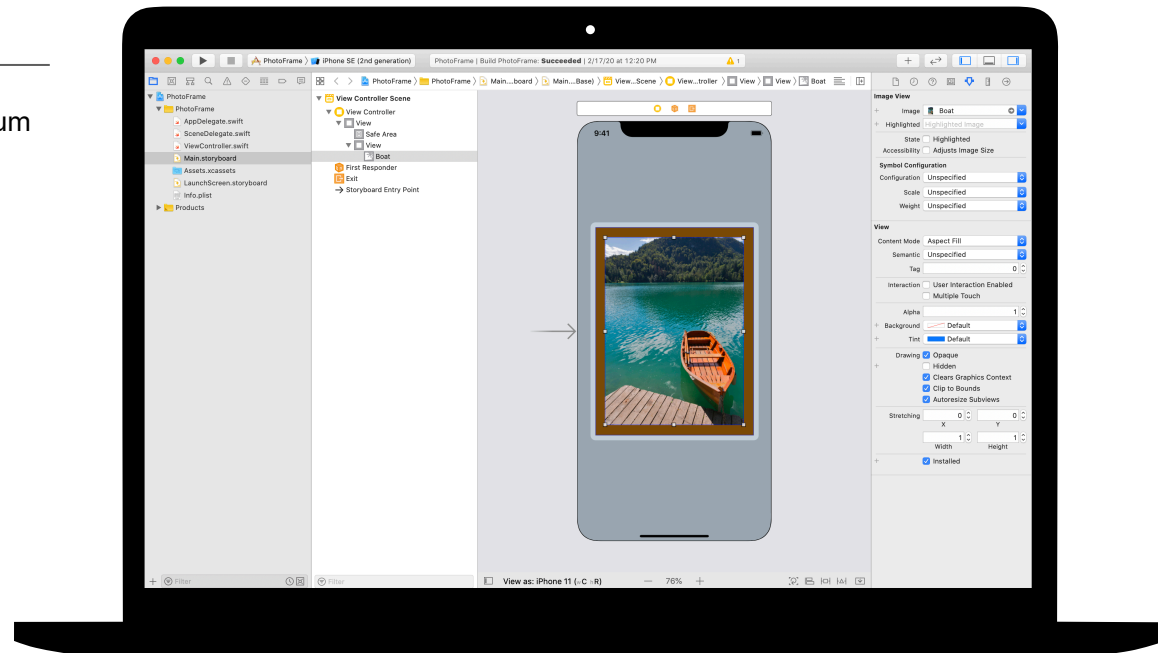 um
PhotoFrame 〉 iPhone SE (2nd generation)
PhotoFrame | Build PhotoFrame: Succeeded | 2/17/20 at 12:20 PM
1
PhotoFrame
PhotoFrame
AppDelegate.swift
SceneDelegate.swift
ViewController.swift
Main.storyboard
Assets.xcassets
LaunchScreen.storyboard
Info.plist
Products
Filter
PhotoFrame 〉 PhotoFrame 〉 Main....board 〉 Main....Base) 〉 View...Scene 〉 View...troller 〉 View 〉 View 〉 Boat
View Controller Scene
View Controller
View
Safe Area
View
Boat
First Responder
Exit
Storyboard Entry Point
Filter
9:41
View as: iPhone 11 (wC hR)
76%
Image View
Image Boat
Highlighted Highlighted Image
State Highlighted
Accessibility Adjusts Image Size
Symbol Configuration
Configuration Unspecified
Scale Unspecified
Weight Unspecified
View
Content Mode Aspect Fill
Semantic Unspecified
Tag 0
Interaction User Interaction Enabled
Multiple Touch
Alpha 1
Background Default
Tint Default
Drawing Opaque
Hidden
Clears Graphics Context
Clip to Bounds
Autoresize Subviews
Stretching 0 0
X Y
1 1
Width Height
Installed